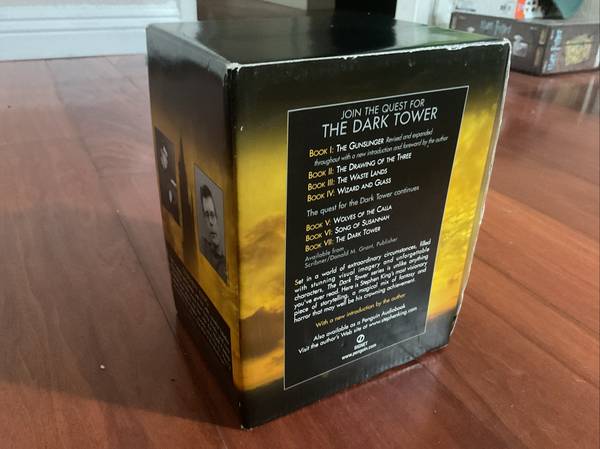 JOIN THE QUEST FOR
THE DARK TOWER
BOOK I: THE GUNSLINGER Revised and expanded
throughout with a new introduction and foreword by the author
BOOK II: THE DRAWING OF THE THREE
BOOK III: THE WASTE LANDS
BOOK IV: WIZARD AND GLASS
The quest for the Dark Tower continues
BOOK V: WOLVES OF THE CALLA
BOOK VI: SONG OF SUSANNAH
BOOK VII: THE DARK TOWER
Available from
Scribner/Donald M. Grant, Publisher
Set in a world of extraordinary circumstances, filled
with stunning visual imagery and unforgettable
characters, The Dark Tower series is unlike anything
you've ever read. Here is Stephen King's most visionary
piece of storytelling, a magical mix of fantasy and
horror that may well be his crowning achievement.
With a new introduction by the author
Also available as a Penguin Audiobook
Visit the author's Web site at www.stephenking.com
SIGNET
www.penguin.com